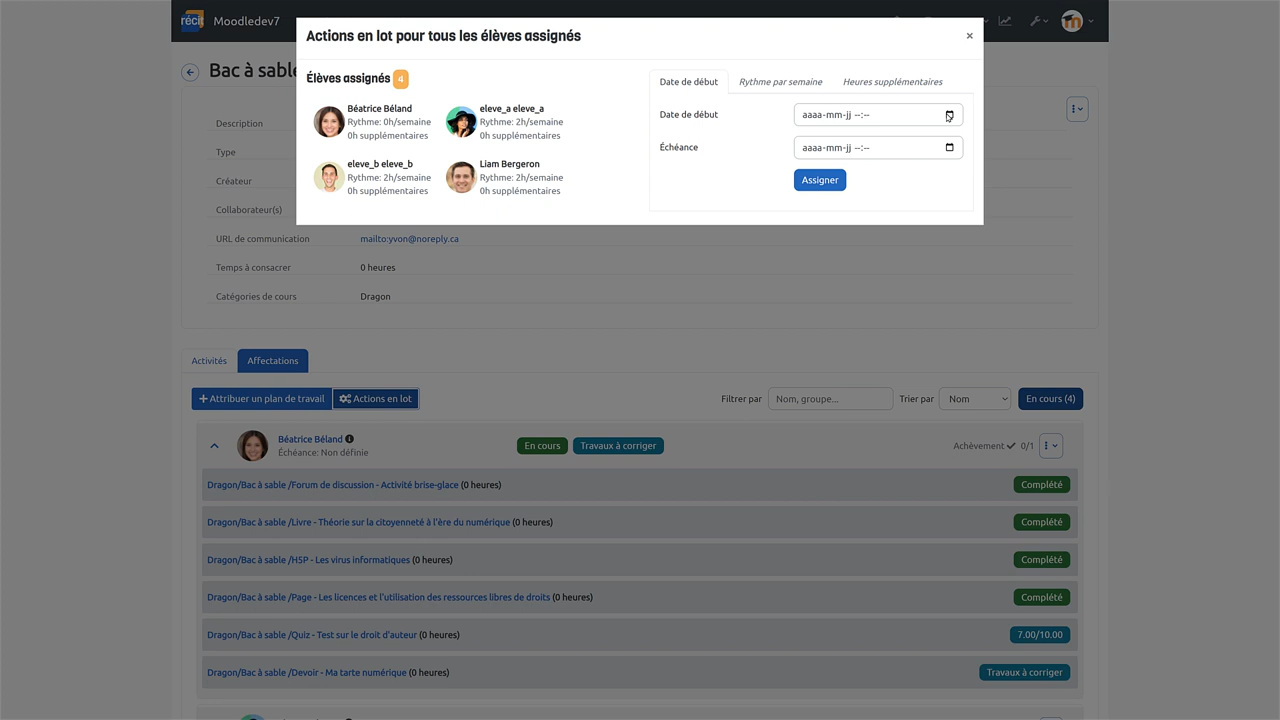 récit Moodledev7
Actions en lot pour tous les élèves assignés
×
Élèves assignés 4
Béatrice Béland
Rythme: 0h/semaine
0h supplémentaires
eleve_a eleve_a
Rythme: 2h/semaine
0h supplémentaires
eleve_b eleve_b
Rythme: 2h/semaine
0h supplémentaires
Liam Bergeron
Rythme: 2h/semaine
0h supplémentaires
Date de début Rythme par semaine Heures supplémentaires
Date de début aaaa-mm-jj --:--
Échéance aaaa-mm-jj --:--
Assigner
Bac à sable
Description
Type
Créateur
Collaborateur(s)
URL de communication mailto:yvon@noreply.ca
Temps à consacrer 0 heures
Catégories de cours Dragon
Activités Affectations
Attribuer un plan de travail Actions en lot Filtrer par Nom, groupe... Trier par Nom En cours (4)
Béatrice Béland
Échéance: Non définie
En cours Travaux à corriger Achèvement 0/1
Dragon/Bac à sable /Forum de discussion - Activité brise-glace (0 heures) Complété
Dragon/Bac à sable /Livre - Théorie sur la citoyenneté à l'ère du numérique (0 heures) Complété
Dragon/Bac à sable /H5P - Les virus informatiques (0 heures) Complété
Dragon/Bac à sable /Page - Les licences et l'utilisation des ressources libres de droits (0 heures) Complété
Dragon/Bac à sable /Quiz - Test sur le droit d'auteur (0 heures) 7.00/10.00
Dragon/Bac à sable /Devoir - Ma tarte numérique (0 heures) Travaux à corriger